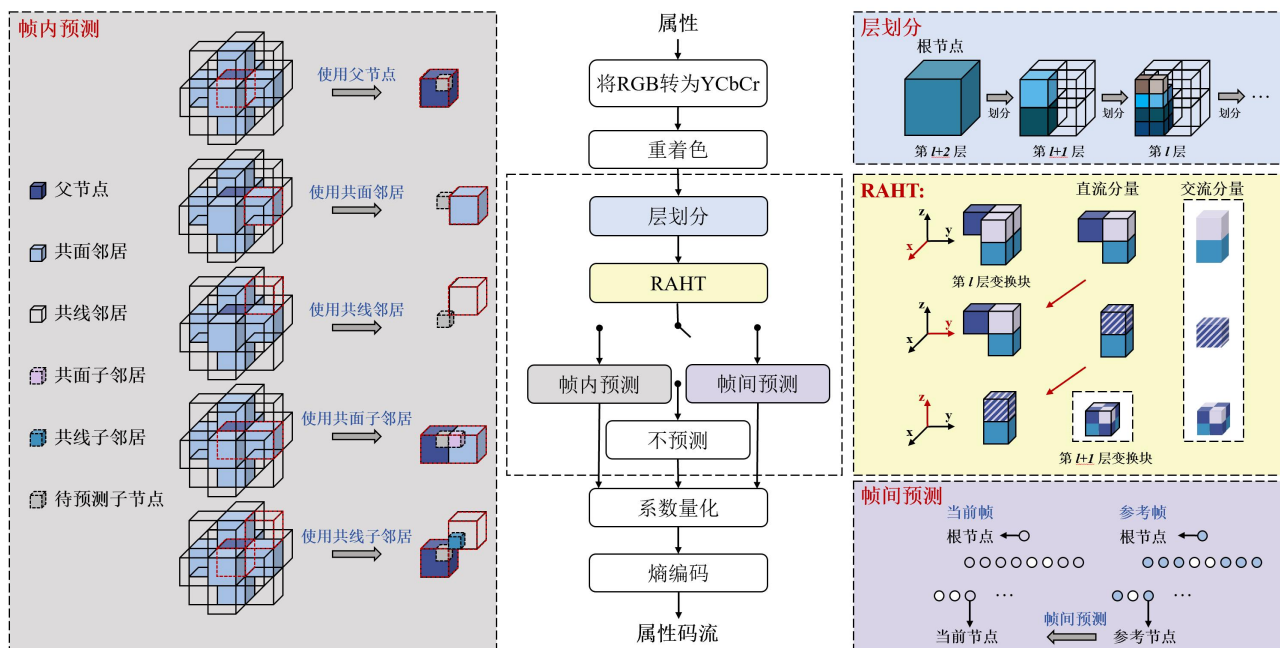 帧内预测
使用父节点
使用共面邻居
使用共线邻居
使用共面子邻居
使用共线子邻居
父节点
共面邻居
共线邻居
共面子邻居
共线子邻居
待预测子节点
属性
将RGB转为YCbCr
重着色
层划分
RAHT
帧内预测
帧间预测
不预测
系数量化
熵编码
属性码流
层划分
根节点
划分
划分
划分
...
第 l+2 层
第 l+1 层
第 l 层
RAHT:
直流分量
交流分量
z
y
x
第 l 层变换块
z
y
x
z
y
x
第 l+1 层变换块
帧间预测
当前帧
参考帧
根节点
根节点
...
...
帧间预测
当前节点
参考节点